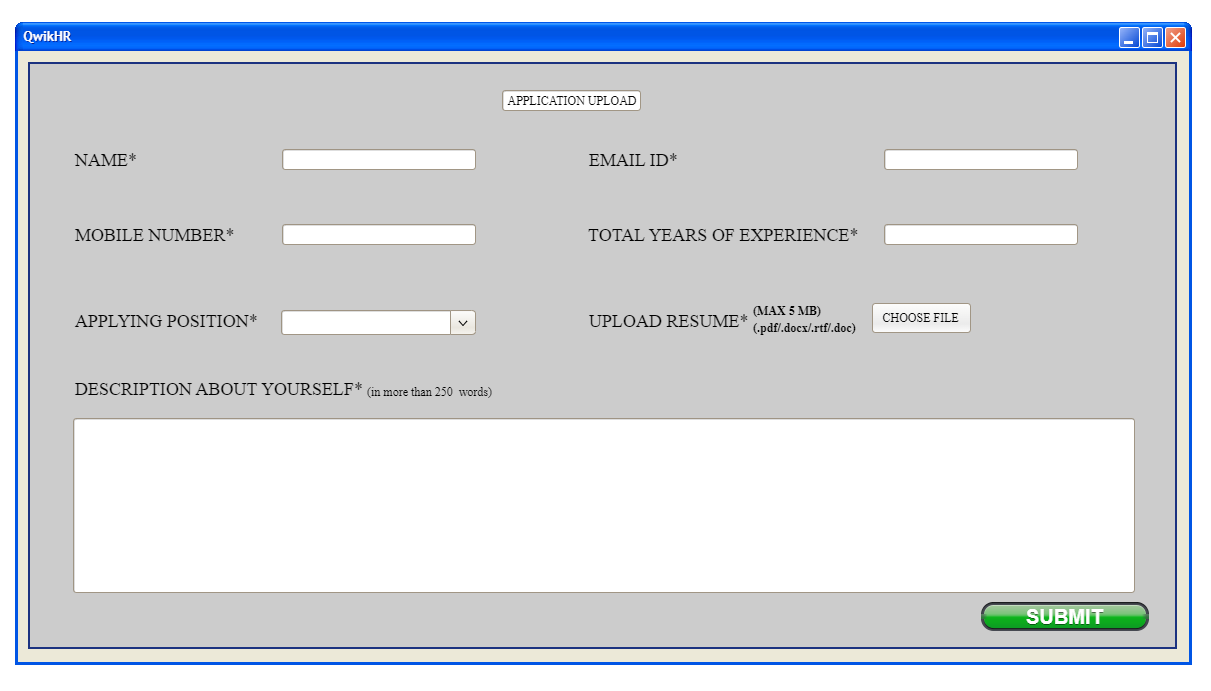 QwikHR
APPLICATION UPLOAD
NAME*
EMAIL ID*
MOBILE NUMBER*
TOTAL YEARS OF EXPERIENCE*
APPLYING POSITION*
UPLOAD RESUME*
(MAX 5 MB)
(.pdf/.docx/.rtf/.doc)
CHOOSE FILE
DESCRIPTION ABOUT YOURSELF* (in more than 250 words)
SUBMIT